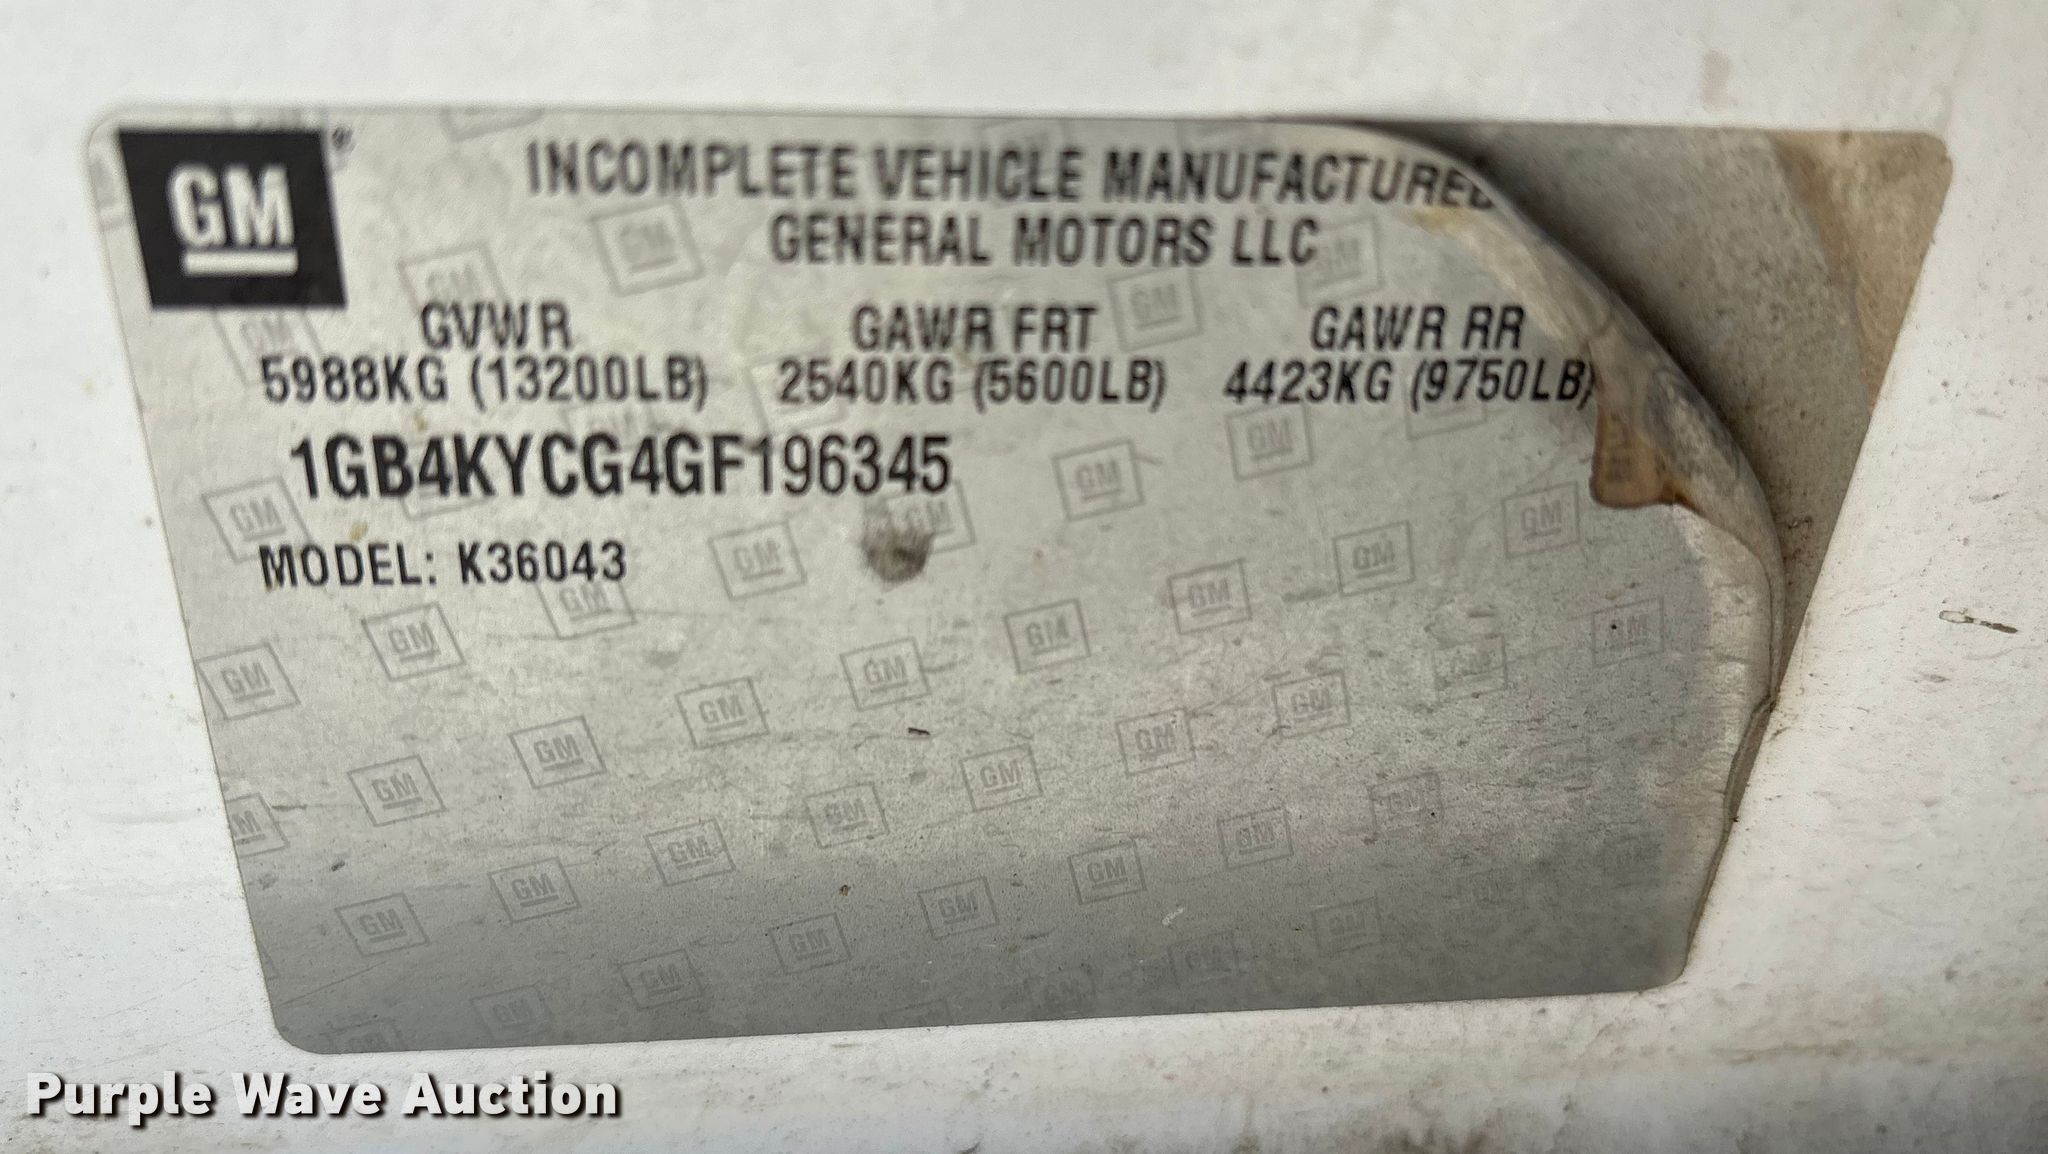 GM®
INCOMPLETE VEHICLE MANUFACTURED
GENERAL MOTORS LLC
GVWR GAWR FRT GAWR RR
5988KG (13200LB) 2540KG (5600LB) 4423KG (9750LB)
1GB4KYCG4GF196345
MODEL: K36043
Purple Wave Auction